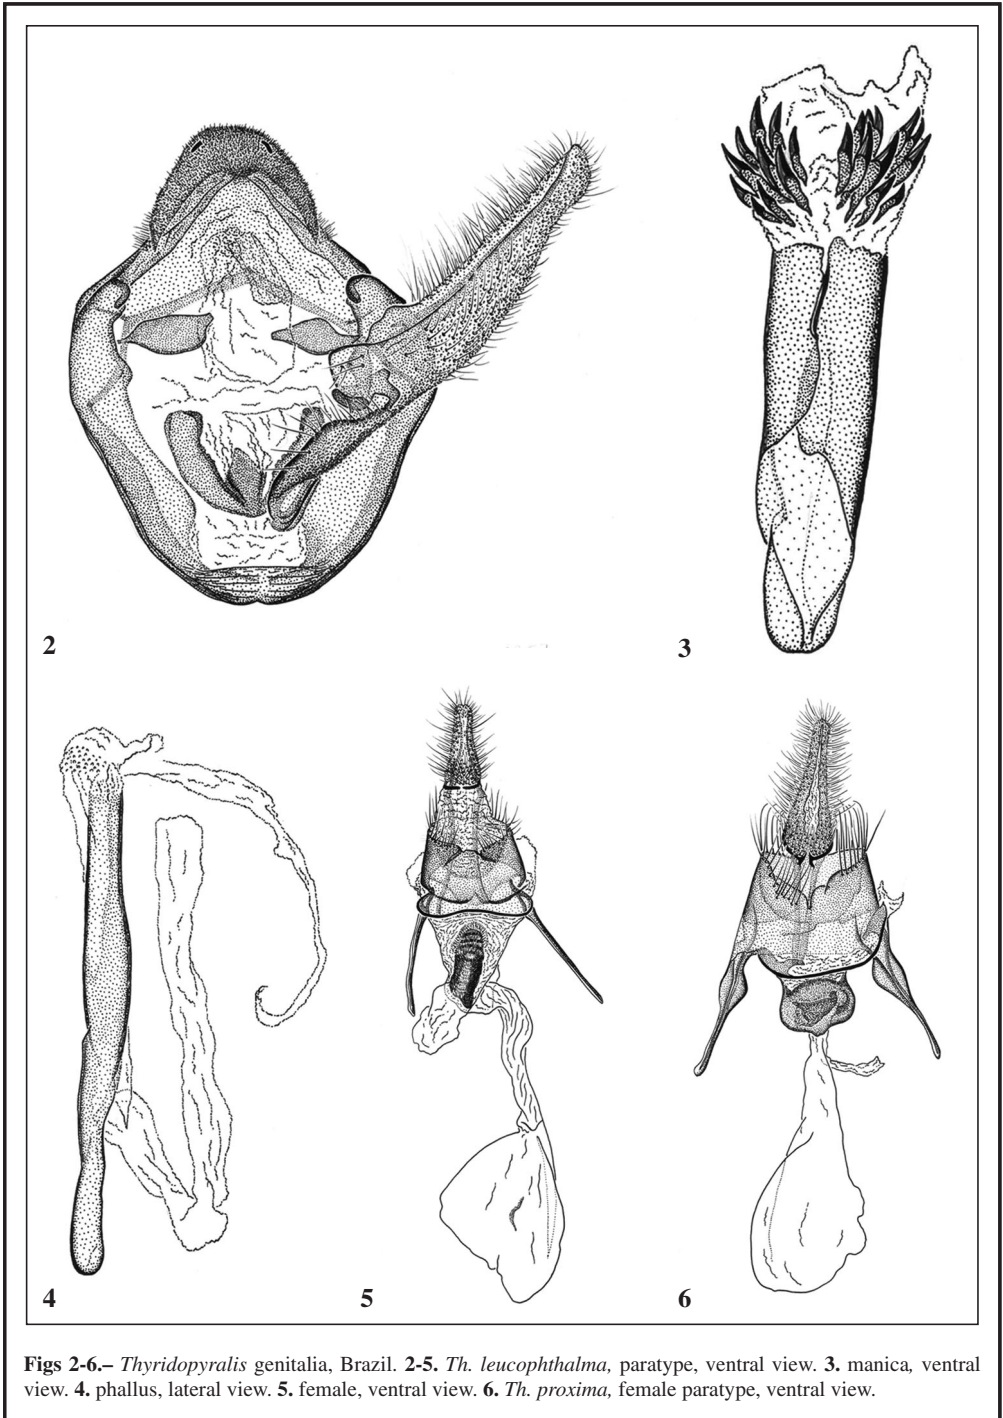 2
3
4
5
6
Figs 2-6.– Thyridopyralis genitalia, Brazil. 2-5. Th. leucophthalma, paratype, ventral view. 3. manica, ventral
view. 4. phallus, lateral view. 5. female, ventral view. 6. Th. proxima, female paratype, ventral view.